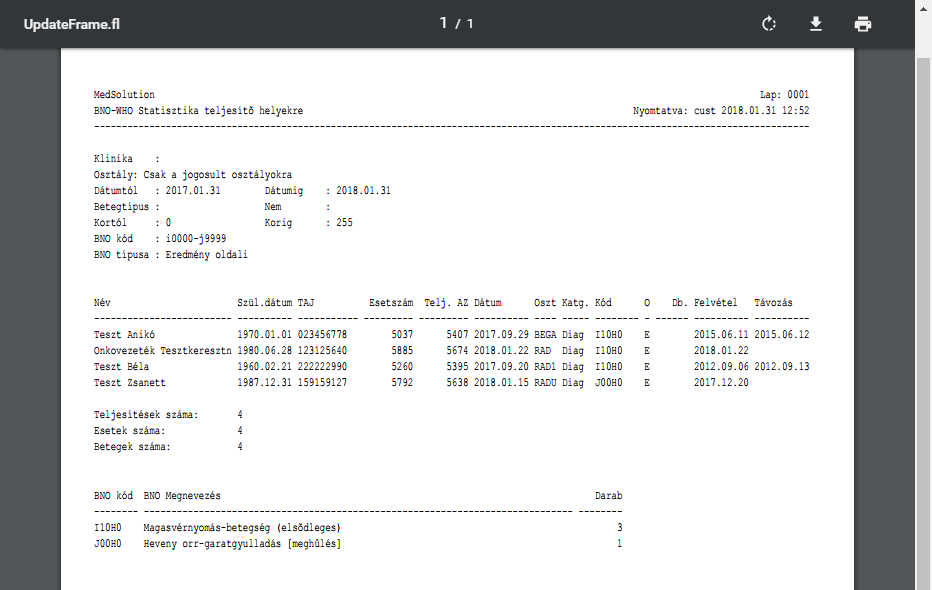 UpdateFrame.fl 1 / 1
MedSolution Lap: 0001
BNO-WHO Statisztika teljesítõ helyekre Nyomtatva: cust 2018.01.31 12:52
Klinika :
Osztály: Csak a jogosult osztályokra
Dátumtól : 2017.01.31 Dátumig : 2018.01.31
Betegtípus : Nem :
Kortól : 0 Korig : 255
BNO kód : i0000-j9999
BNO típusa : Eredmény oldali
Név Szül.dátum TAJ Esetszám Telj. AZ Dátum Oszt Katg. Kód O Db. Felvétel Távozás
Teszt Anikó 1970.01.01 023456778 5037 5407 2017.09.29 BEGA Diag I10H0 E 2015.06.11 2015.06.12
Onkovezeték Tesztkeresztn 1980.06.28 123125640 5885 5674 2018.01.22 RAD Diag I10H0 E 2018.01.22
Teszt Béla 1960.02.21 222222990 5260 5395 2017.09.20 RAD1 Diag I10H0 E 2012.09.06 2012.09.13
Teszt Zsanett 1987.12.31 159159127 5792 5638 2018.01.15 RADU Diag J00H0 E 2017.12.20
Teljesítések száma: 4
Esetek száma: 4
Betegek száma: 4
BNO kód BNO Megnevezés Darab
I10H0 Magasvérnyomás-betegség (elsõdleges) 3
J00H0 Heveny orr-garatgyulladás [meghûlés] 1